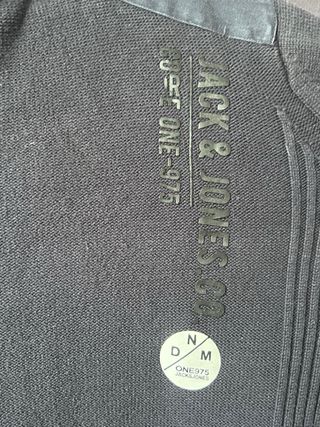 JACK & JONES.CO
CORE ONE-975
D N M
ONE975
JACK&JONES